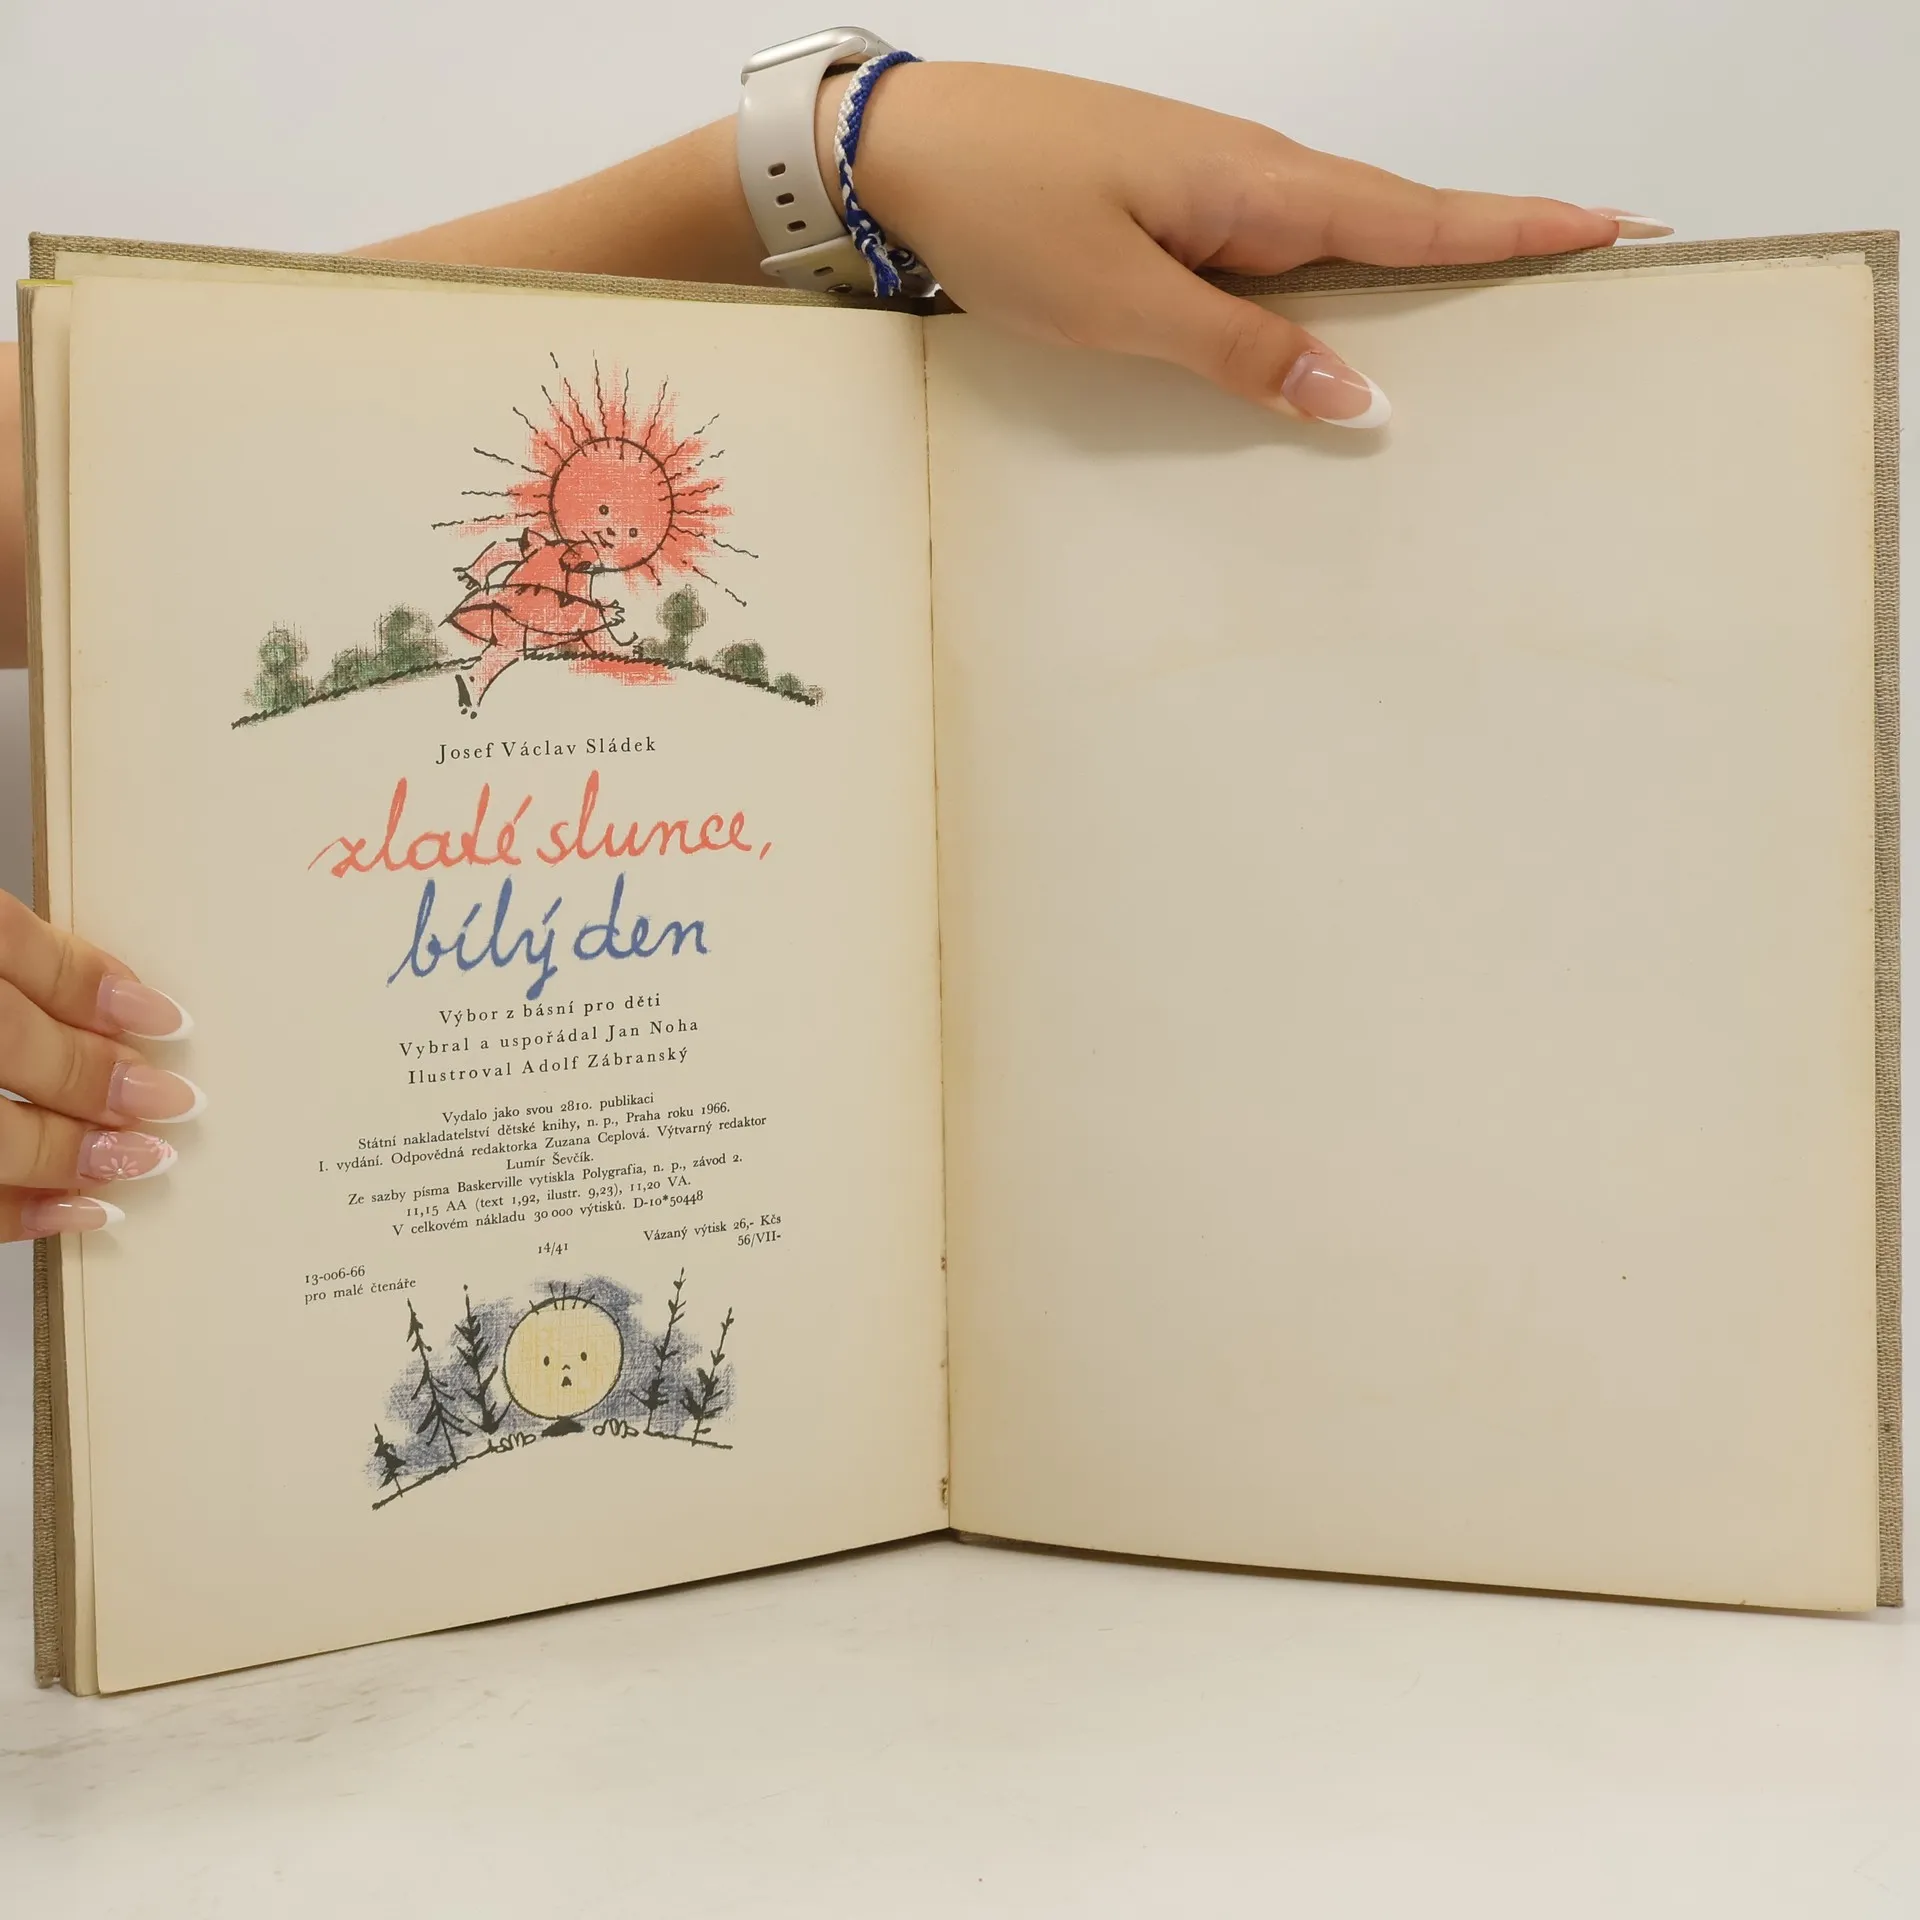 Josef Václav Sládek
zlaté slunce,
bílý den
Výbor z básní pro děti
Vybral a uspořádal Jan Noha
Ilustroval Adolf Zábranský
Vydalo jako svou 2810. publikaci
Státní nakladatelství dětské knihy, n. p., Praha roku 1966.
I. vydání. Odpovědná redaktorka Zuzana Ceplová. Výtvarný redaktor
Lumír Ševčík.
Ze sazby písma Baskerville vytiskla Polygrafia, n. p., závod 2.
11,15 AA (text 1,92, ilustr. 9,23), 11,20 VA.
V celkovém nákladu 30 000 výtisků. D-10*50448
14/41
Vázaný výtisk 26,- Kčs
56/VII-
13-006-66
pro malé čtenáře